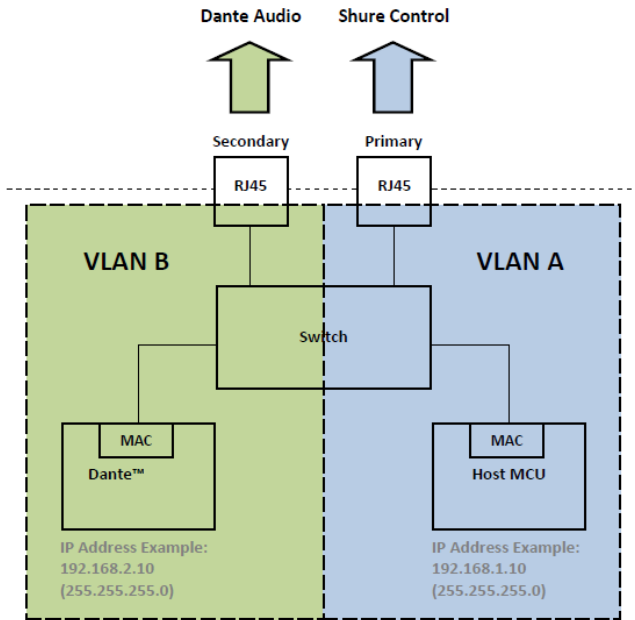 Dante Audio
Shure Control
Secondary
Primary
RJ45
RJ45
VLAN B
VLAN A
Switch
MAC
MAC
Dante™
Host MCU
IP Address Example:
192.168.2.10
(255.255.255.0)
IP Address Example:
192.168.1.10
(255.255.255.0)